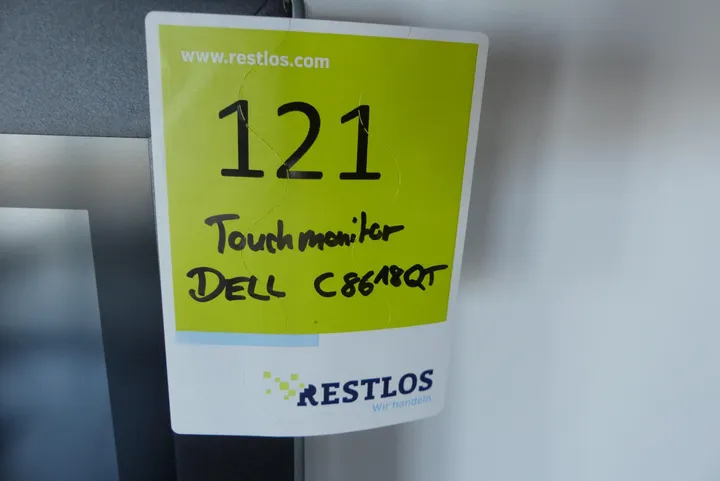 www.restlos.com
121
Touchmonitor
DELL C8618QT
RESTLOS
Wir handeln